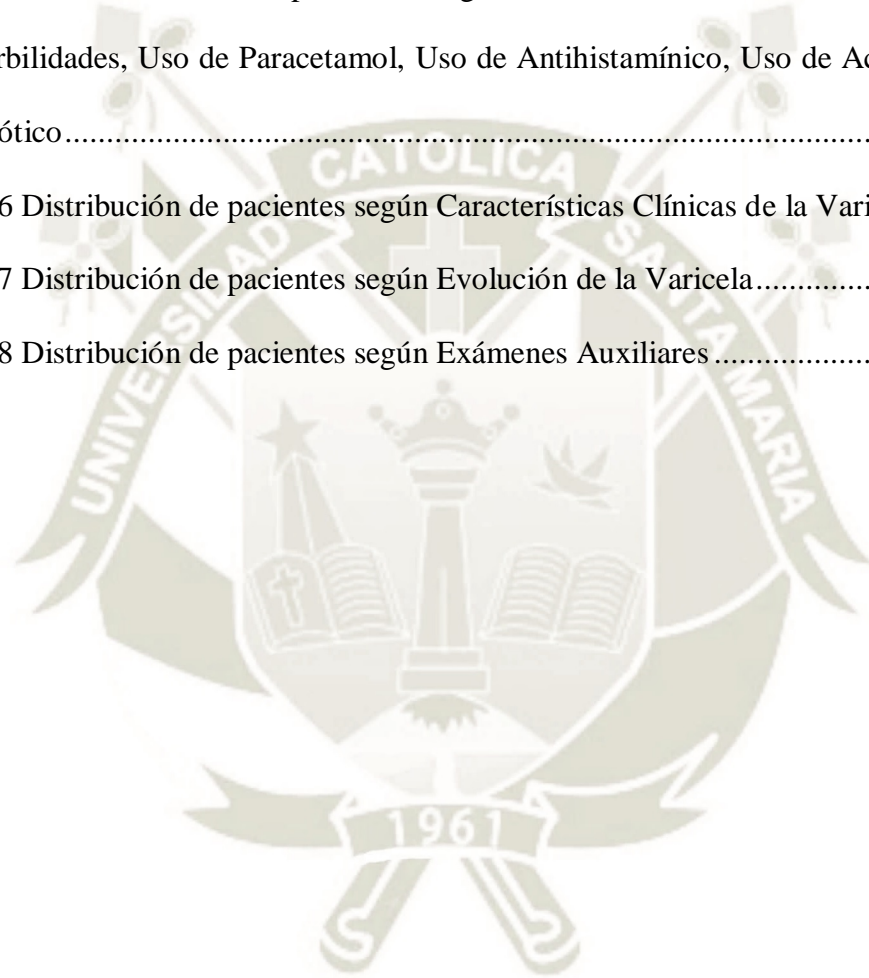 rbilidades, Uso de Paracetamol, Uso de Antihistamínico, Uso de Ac
ótico
6 Distribución de pacientes según Características Clínicas de la Vari
7 Distribución de pacientes según Evolución de la Varicela
8 Distribución de pacientes según Exámenes Auxiliares
UNIVERSIDAD CATOLICA SANTA MARIA
1961